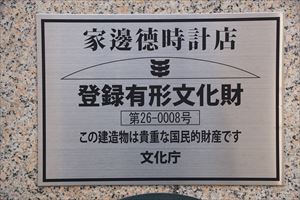 家邊徳時計店
登録有形文化財
第26-0008号
この建造物は貴重な国民的財産です
文化庁